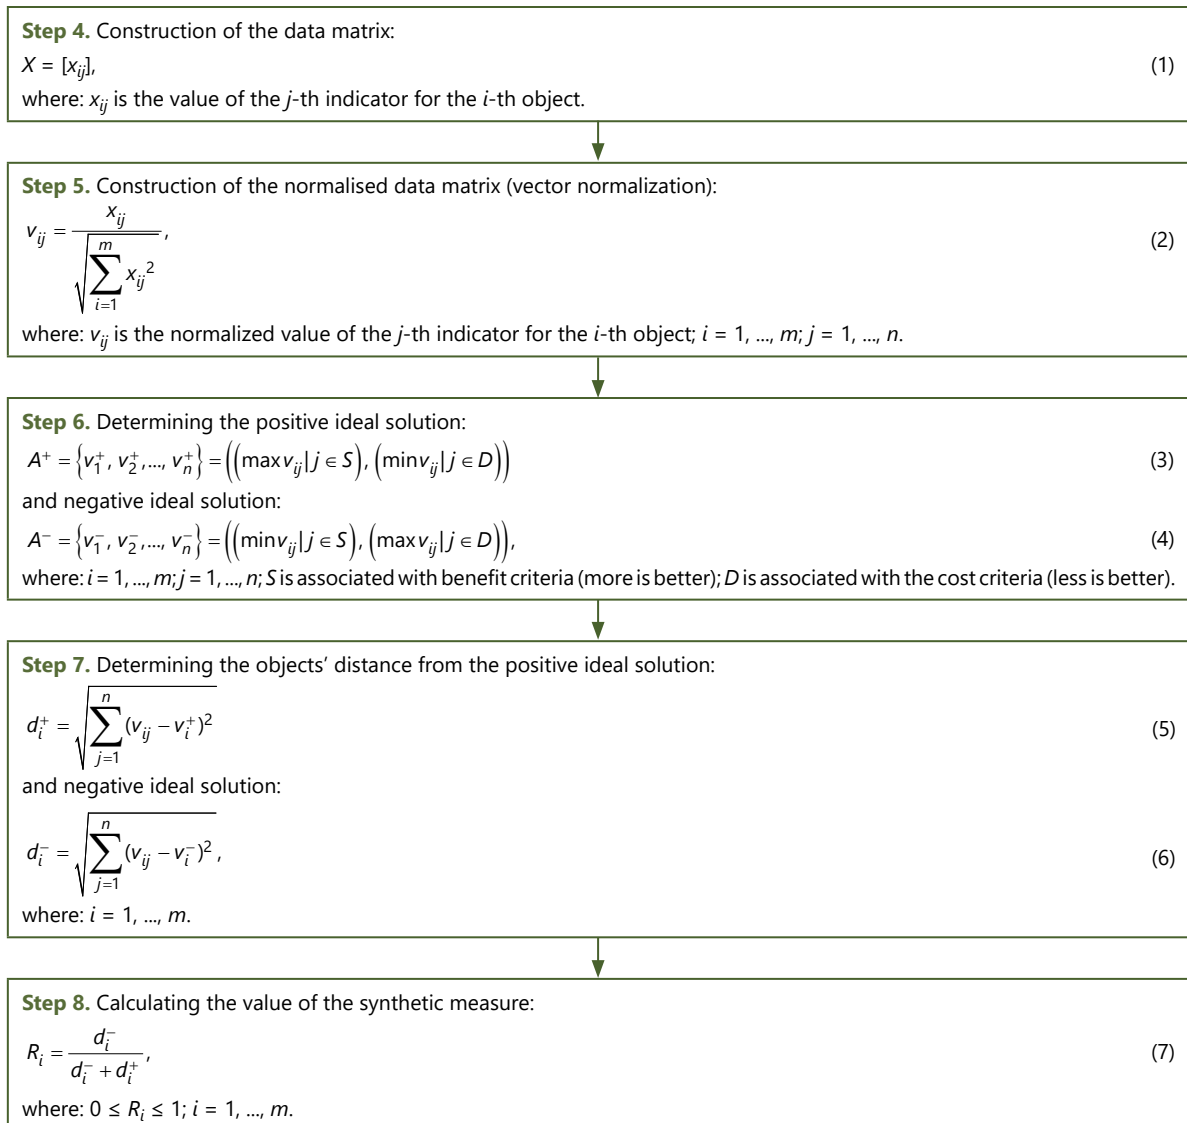 Step 4. Construction of the data matrix:
X = [x_ij], (1)
where: x_ij is the value of the j-th indicator for the i-th object.
Step 5. Construction of the normalised data matrix (vector normalization):
v_ij = x_ij / √(∑_{i=1}^{m} x_ij²), (2)
where: v_ij is the normalized value of the j-th indicator for the i-th object; i = 1, ..., m; j = 1, ..., n.
Step 6. Determining the positive ideal solution:
A⁺ = {v₁⁺, v₂⁺,..., vₙ⁺} = ((max v_ij | j ∈ S), (min v_ij | j ∈ D)) (3)
and negative ideal solution:
A⁻ = {v₁⁻, v₂⁻,..., vₙ⁻} = ((min v_ij | j ∈ S), (max v_ij | j ∈ D)), (4)
where: i = 1, ..., m; j = 1, ..., n; S is associated with benefit criteria (more is better); D is associated with the cost criteria (less is better).
Step 7. Determining the objects’ distance from the positive ideal solution:
d_i⁺ = √(∑_{j=1}^{n} (v_ij − v_i⁺)²) (5)
and negative ideal solution:
d_i⁻ = √(∑_{j=1}^{n} (v_ij − v_i⁻)²), (6)
where: i = 1, ..., m.
Step 8. Calculating the value of the synthetic measure:
R_i = d_i⁻ / (d_i⁻ + d_i⁺), (7)
where: 0 ≤ R_i ≤ 1; i = 1, ..., m.